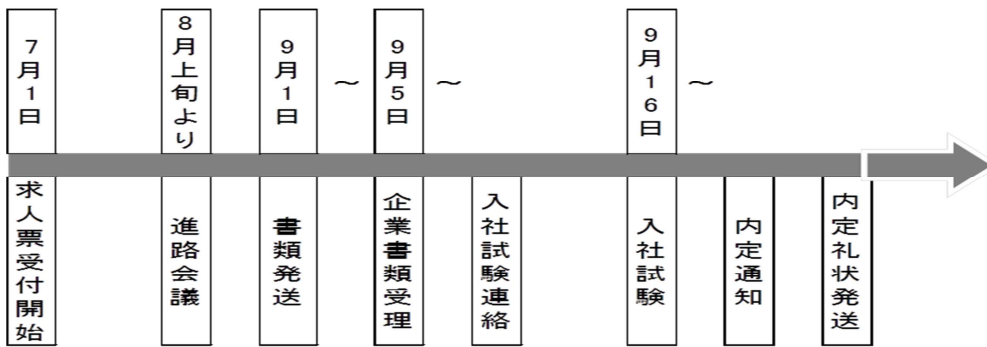 7月1日
8月上旬より
9月1日
～
9月5日
～
9月16日
～
求人票受付開始
進路会議
書類発送
企業書類受理
入社試験連絡
入社試験
内定通知
内定礼状発送